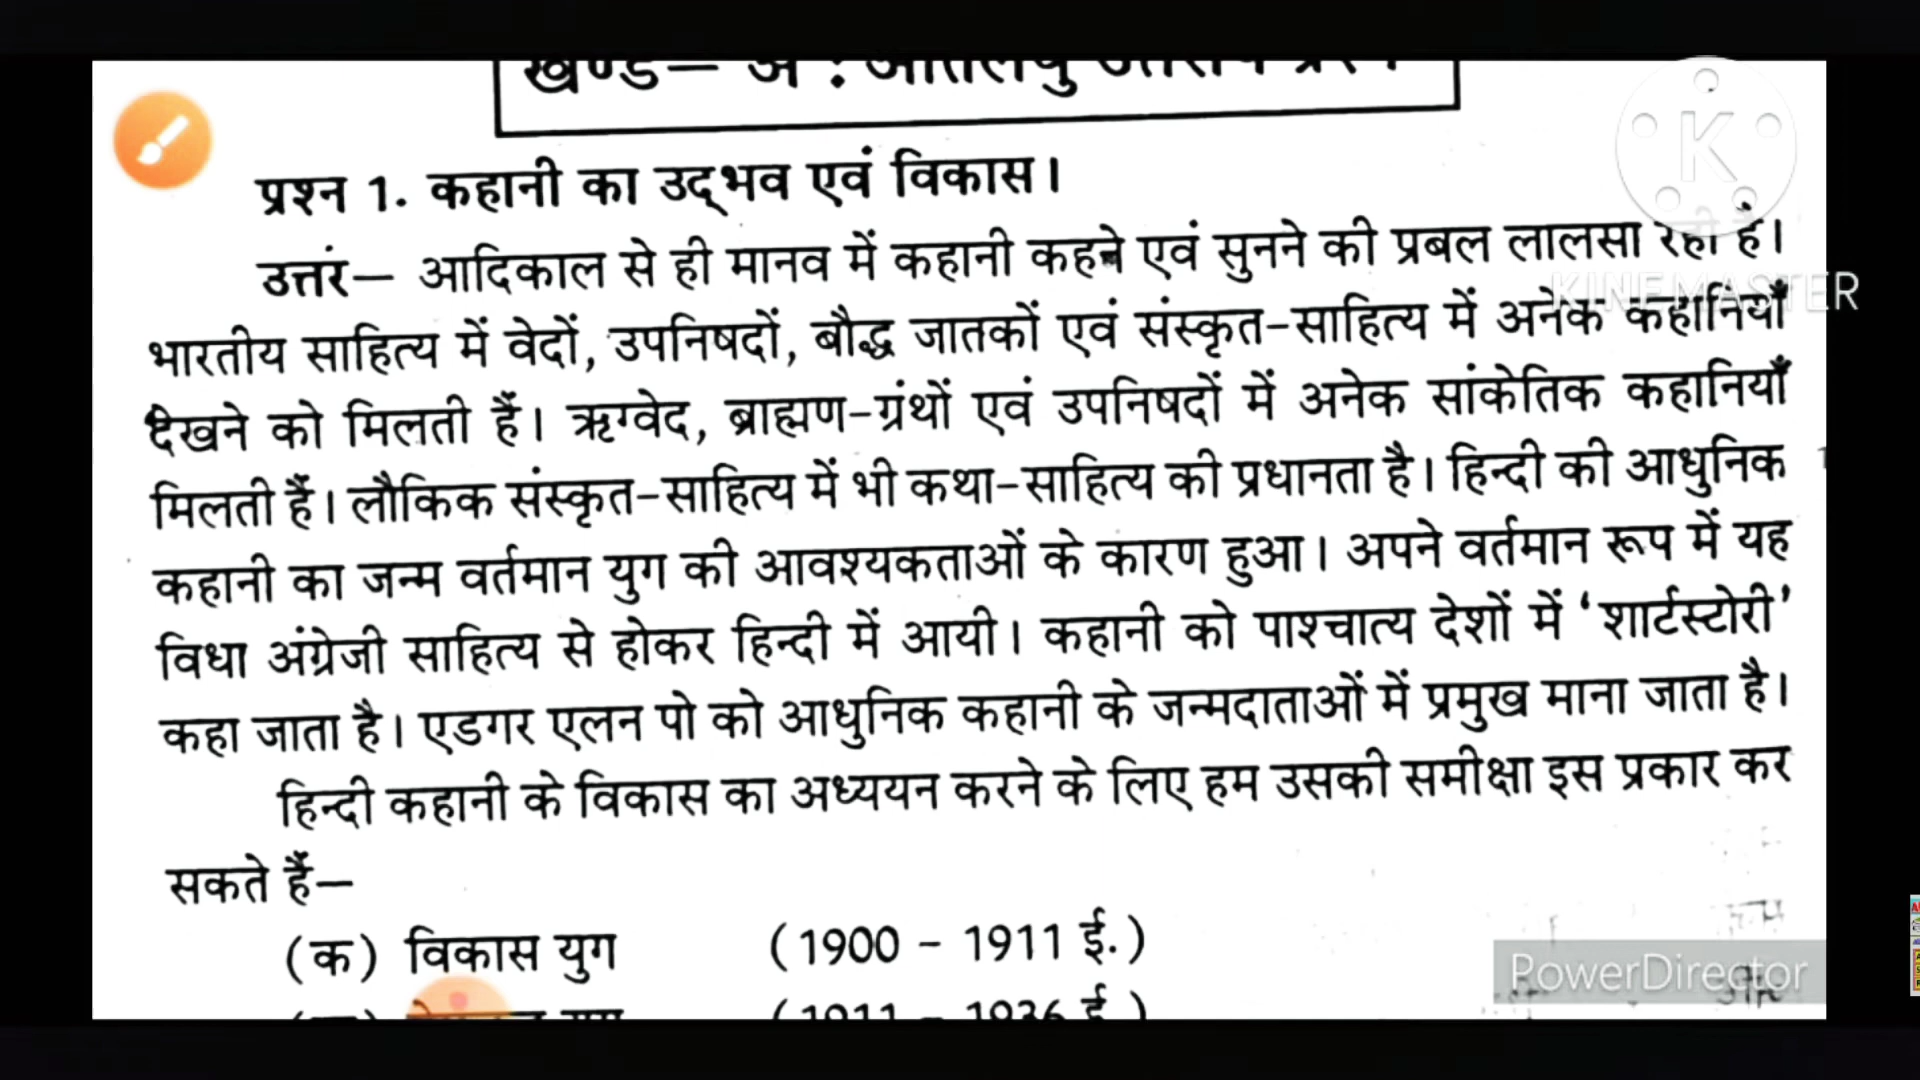 खण्ड— अ :
प्रश्न 1. कहानी का उद्‌भव एवं विकास।
उत्तर— आदिकाल से ही मानव में कहानी कहने एवं सुनने की प्रबल लालसा रही है।
भारतीय साहित्य में वेदों, उपनिषदों, बौद्ध जातकों एवं संस्कृत-साहित्य में अनेक कहानियाँ
देखने को मिलती हैं। ऋग्वेद, ब्राह्मण-ग्रंथों एवं उपनिषदों में अनेक सांकेतिक कहानियाँ
मिलती हैं। लौकिक संस्कृत-साहित्य में भी कथा-साहित्य की प्रधानता है। हिन्दी की आधुनिक
कहानी का जन्म वर्तमान युग की आवश्यकताओं के कारण हुआ। अपने वर्तमान रूप में यह
विधा अंग्रेजी साहित्य से होकर हिन्दी में आयी। कहानी को पाश्चात्य देशों में ‘शार्टस्टोरी’
कहा जाता है। एडगर एलन पो को आधुनिक कहानी के जन्मदाताओं में प्रमुख माना जाता है।
हिन्दी कहानी के विकास का अध्ययन करने के लिए हम उसकी समीक्षा इस प्रकार कर
सकते हैं—
(क) विकास युग (1900 - 1911 ई.)
(1911 - 1936 ई.)
K
KINEMASTER
PowerDirector